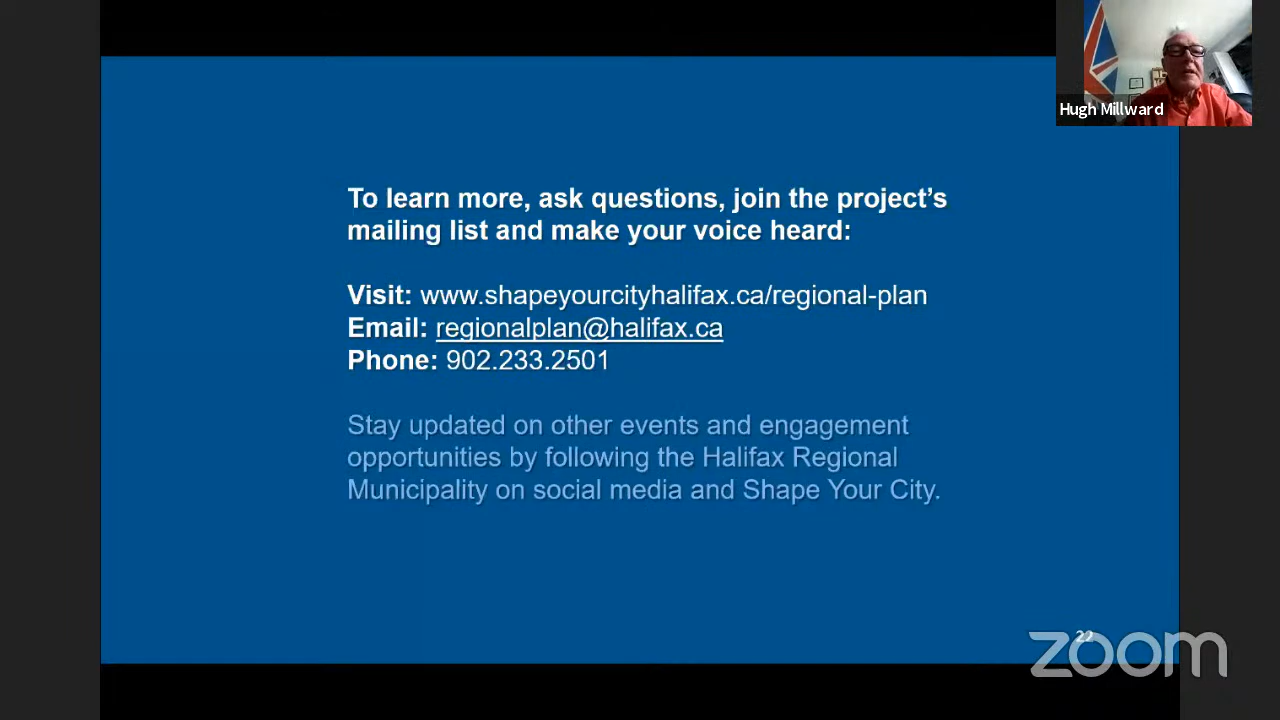 Hugh Millward
To learn more, ask questions, join the project’s
mailing list and make your voice heard:
Visit: www.shapeyourcityhalifax.ca/regional-plan
Email: regionalplan@halifax.ca
Phone: 902.233.2501
Stay updated on other events and engagement
opportunities by following the Halifax Regional
Municipality on social media and Shape Your City.
22
zoom